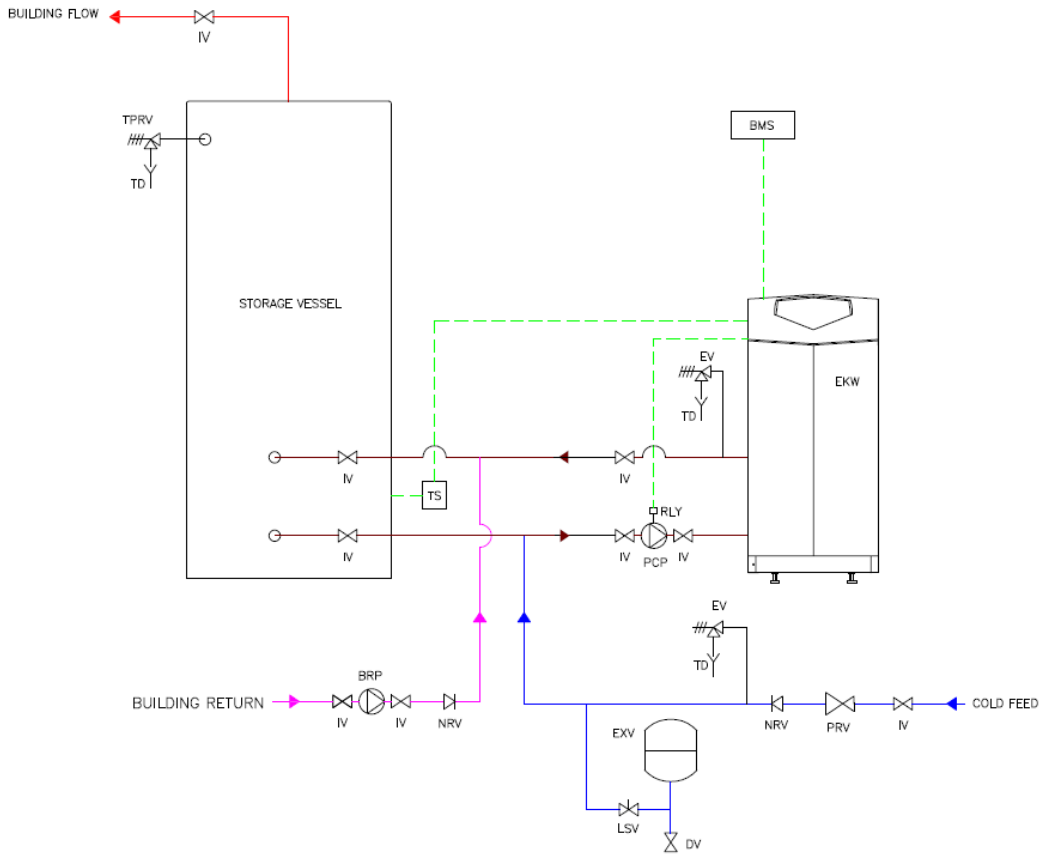 BUILDING FLOW
IV
TPRV
TD
BMS
STORAGE VESSEL
EV
TD
EKW
IV
IV
TS
RLY
IV
IV
PCP
IV
EV
TD
BRP
BUILDING RETURN
IV
IV
NRV
COLD FEED
NRV
PRV
IV
EXV
LSV
DV